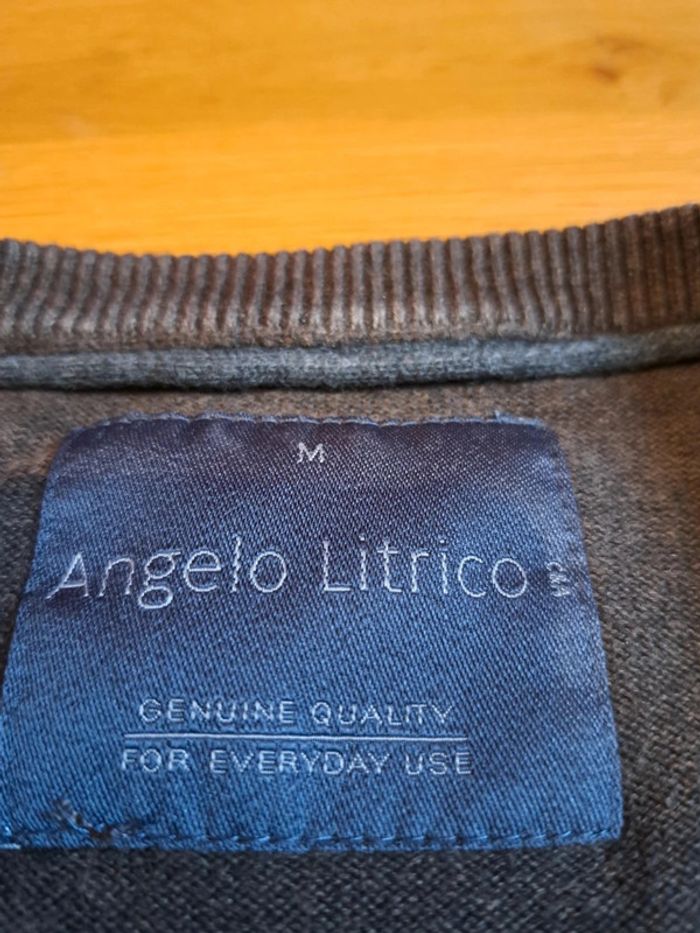 M
Angelo Litrico C&A
GENUINE QUALITY
FOR EVERYDAY USE